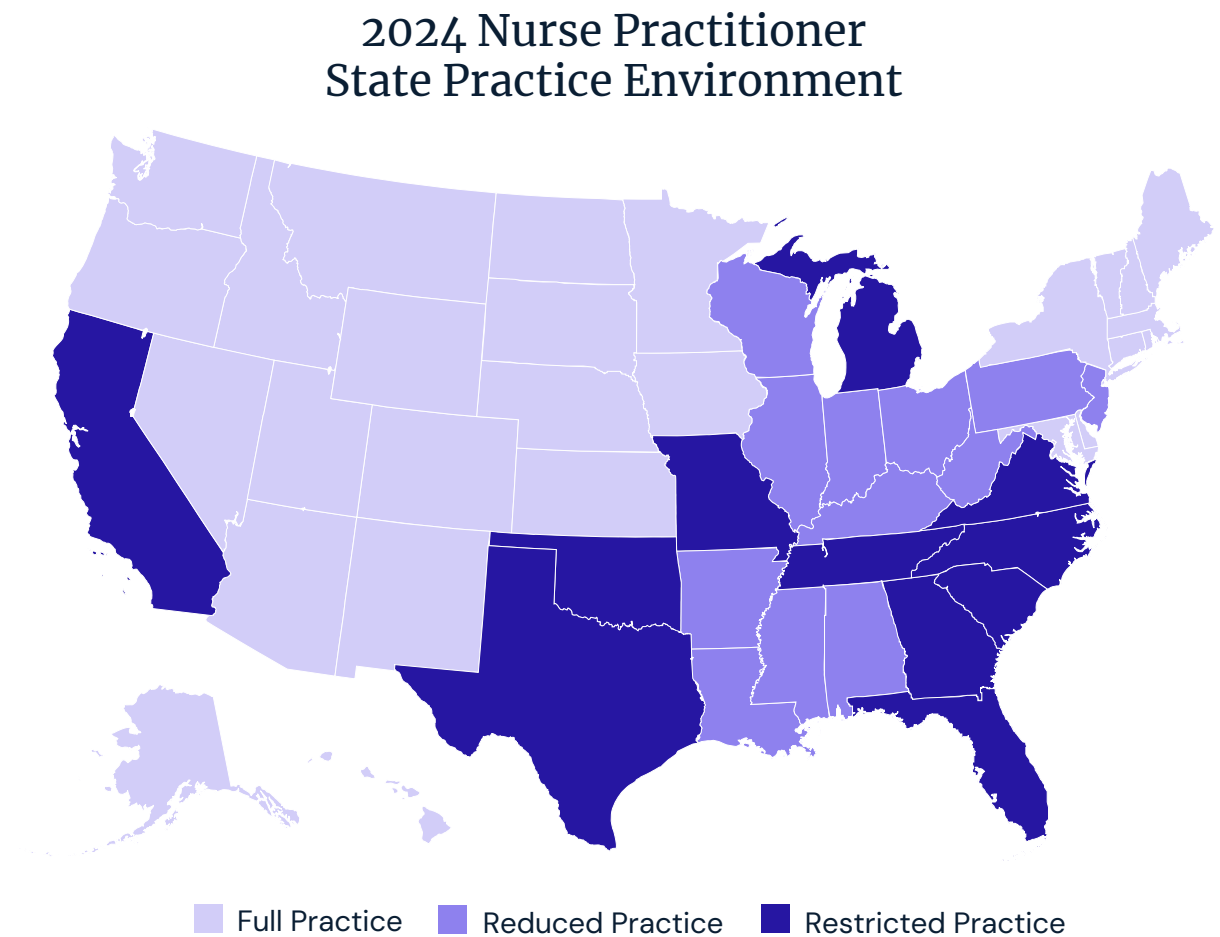 2024 Nurse Practitioner
State Practice Environment
Full Practice
Reduced Practice
Restricted Practice